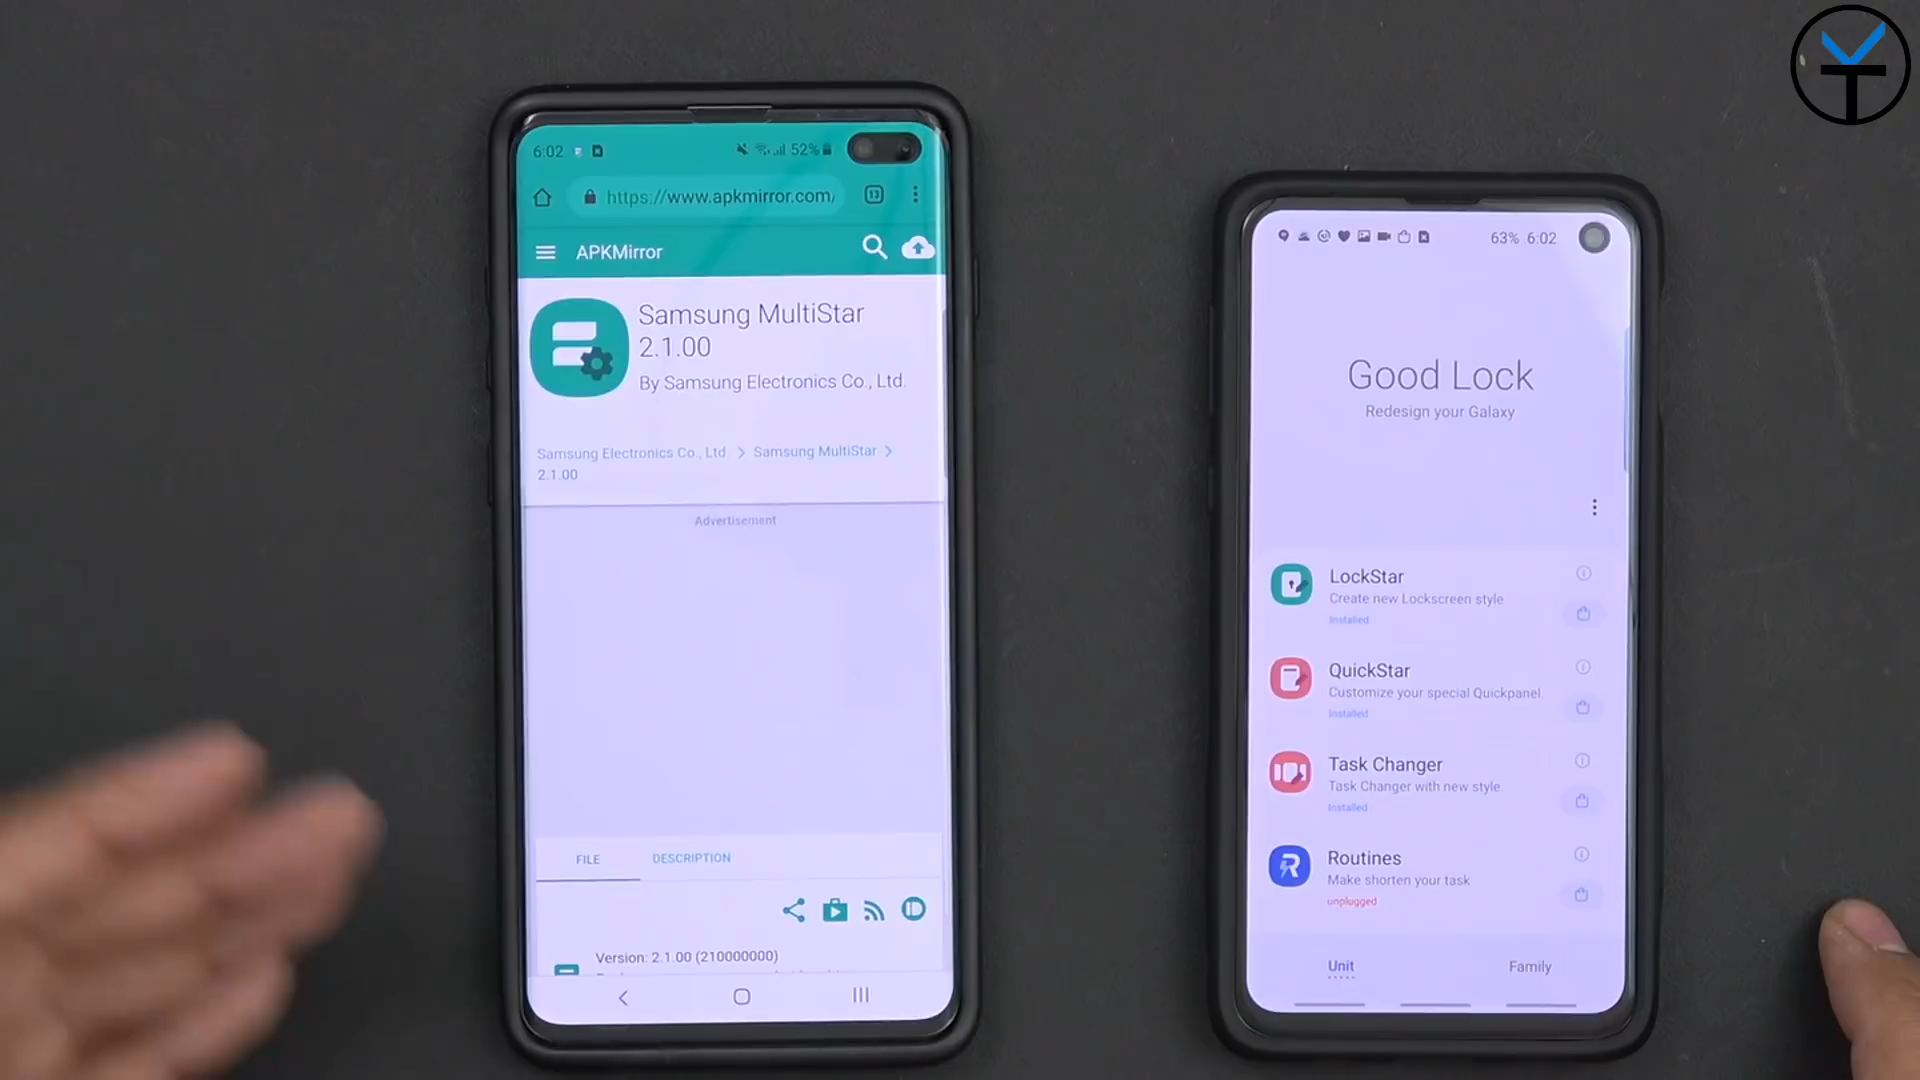 6:02
52%
https://www.apkmirror.com/
13
APKMirror
Samsung MultiStar
2.1.00
By Samsung Electronics Co., Ltd.
Samsung Electronics Co., Ltd. > Samsung MultiStar >
2.1.00
Advertisement
FILE DESCRIPTION
Version: 2.1.00 (210000000)
63% 6:02
Good Lock
Redesign your Galaxy
LockStar
Create new Lockscreen style
Installed
QuickStar
Customize your special Quickpanel
Installed
Task Changer
Task Changer with new style.
Installed
Routines
Make shorten your task
unplugged
Unit Family